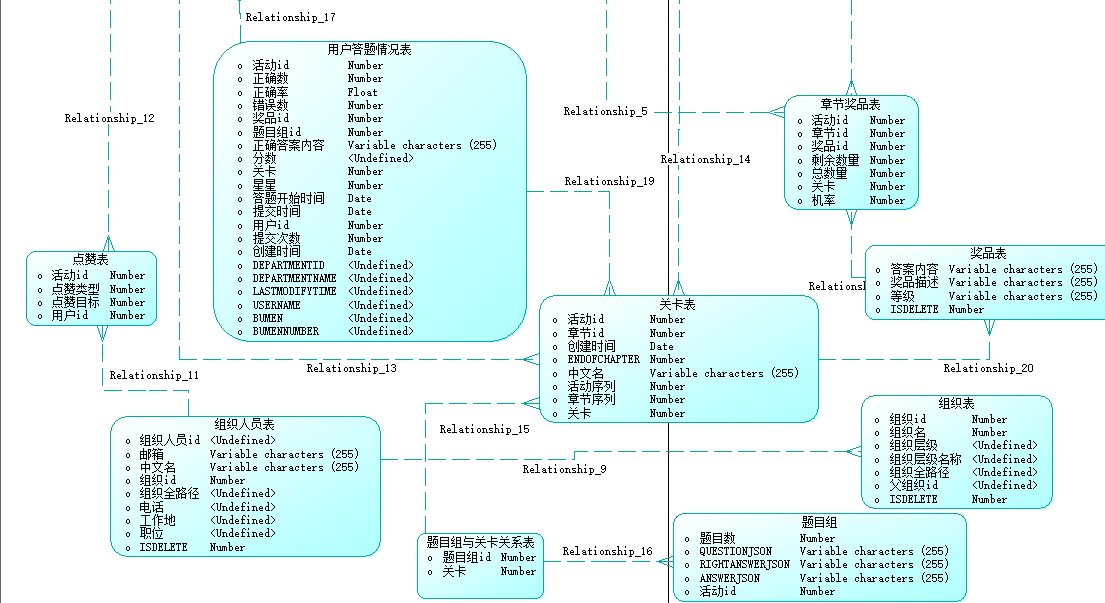 Relationship_17
用户答题情况表
活动id Number
正确数 Number
正确率 Float
错误数 Number
奖品id Number
题目组id Number
正确答案内容 Variable characters (255)
分数 <Undefined>
关卡 Number
星星 Number
答题开始时间 Date
提交时间 Date
用户id Number
提交次数 Number
创建时间 Date
DEPARTMENTID <Undefined>
DEPARTMENTNAME <Undefined>
LASTMODIFYTIME <Undefined>
USERNAME <Undefined>
BUMEN <Undefined>
BUMENNUMBER <Undefined>
Relationship_12
Relationship_5
Relationship_14
Relationship_19
章节奖品表
活动id Number
章节id Number
奖品id Number
剩余数量 Number
总数量 Number
关卡 Number
机率 Number
点赞表
活动id Number
点赞类型 Number
点赞目标 Number
用户id Number
奖品表
答案内容 Variable characters (255)
奖品描述 Variable characters (255)
等级 Variable characters (255)
ISDELETE Number
Relationsh
关卡表
活动id Number
章节id Number
创建时间 Date
ENDOFCHAPTER Number
中文名 Variable characters (255)
活动序列 Number
章节序列 Number
关卡 Number
Relationship_13
Relationship_20
Relationship_11
组织人员表
组织人员id <Undefined>
邮箱 Variable characters (255)
中文名 Variable characters (255)
组织id Number
组织全路径 <Undefined>
电话 <Undefined>
工作地 <Undefined>
职位 <Undefined>
ISDELETE Number
Relationship_15
Relationship_9
组织表
组织id Number
组织名 Number
组织层级 <Undefined>
组织层级名称 <Undefined>
组织全路径 <Undefined>
父组织id <Undefined>
ISDELETE Number
题目组与关卡关系表
题目组id Number
关卡 Number
Relationship_16
题目组
题目数 Number
QUESTIONJSON Variable characters (255)
RIGHTANSWERJSON Variable characters (255)
ANSWERJSON Variable characters (255)
活动id Number